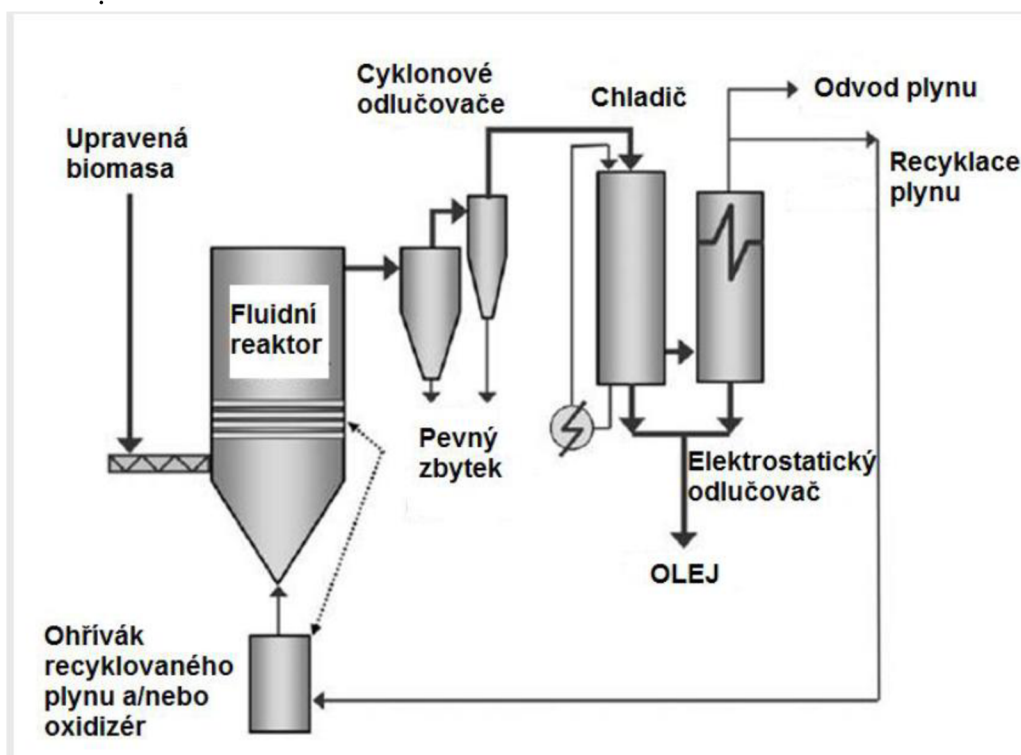 Cyklonové
odlučovače
Chladič
Odvod plynu
Upravená
biomasa
Recyklace
plynu
Fluidní
reaktor
Pevný
zbytek
Elektrostatický
odlučovač
OLEJ
Ohřívák
recyklovaného
plynu a/nebo
oxidizér